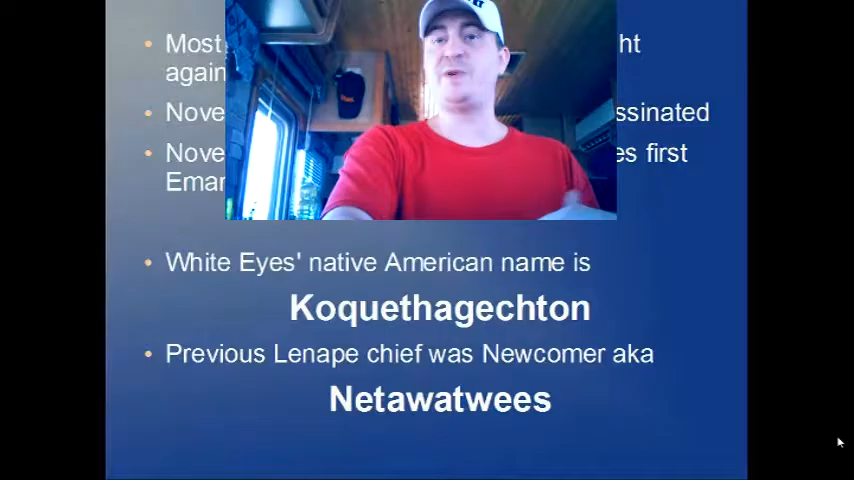 • Most ht
again
• Nove ssinated
• Nove es first
Emar
• White Eyes' native American name is
Koquethagechton
• Previous Lenape chief was Newcomer aka
Netawatwees